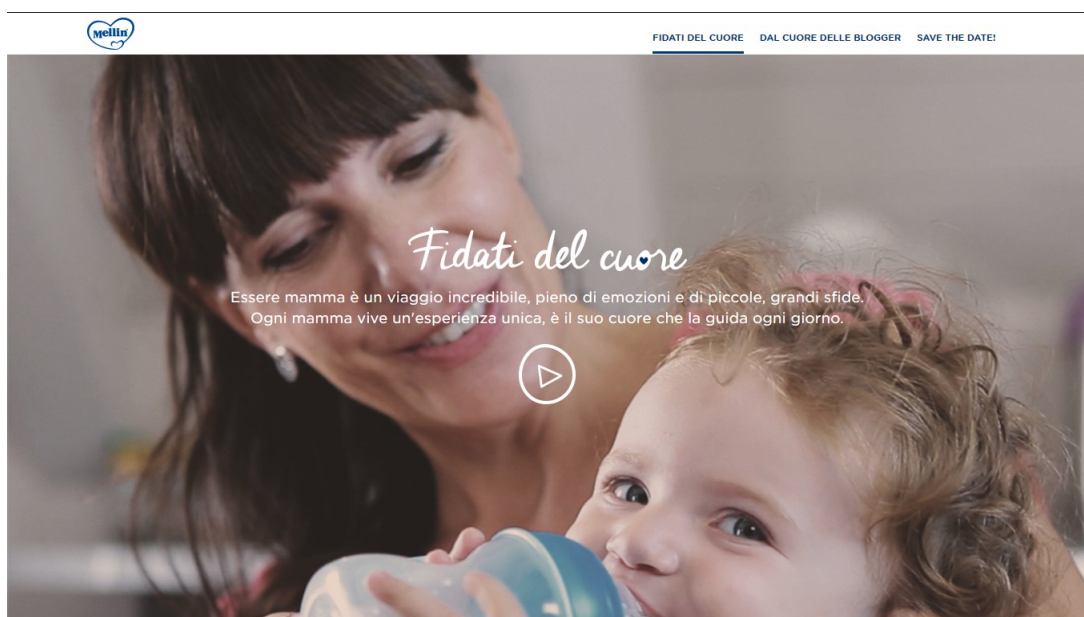 Mellin
FIDATI DEL CUORE DAL CUORE DELLE BLOGGER SAVE THE DATE!
Fidati del cuore
Essere mamma è un viaggio incredibile, pieno di emozioni e di piccole, grandi sfide.
Ogni mamma vive un'esperienza unica, è il suo cuore che la guida ogni giorno.